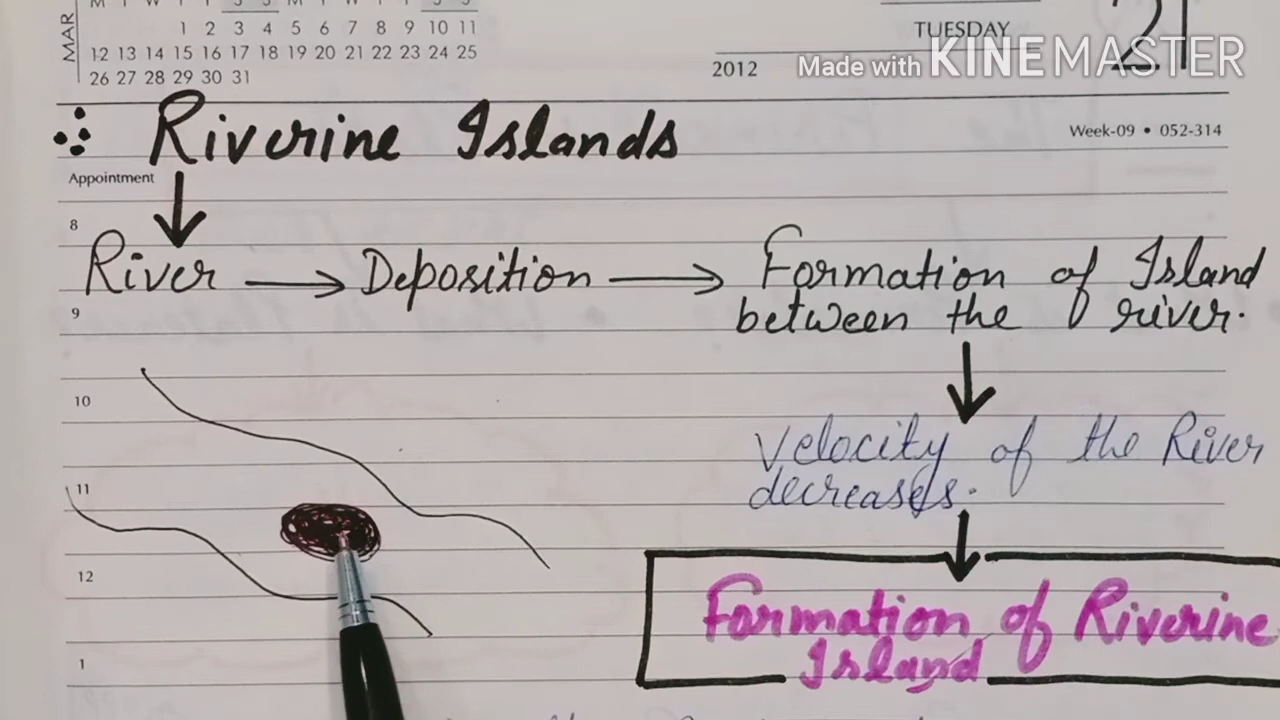 MAR
1 2 3 4 5 6 7 8 9 10 11
12 13 14 15 16 17 18 19 20 21 22 23 24 25
26 27 28 29 30 31
TUESDAY
21
2012
Made with KINEMASTER
Riverine Islands
Week-09 • 052-314
Appointment
8
River → Deposition → Formation of Island
between the river.
9
10
Velocity of the River
decreases.
11
12
Formation of Riverine
Island
1